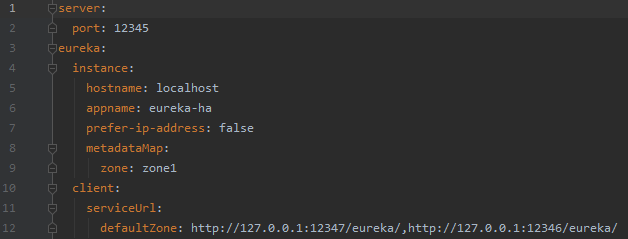 1 server:
2   port: 12345
3 eureka:
4   instance:
5     hostname: localhost
6     appname: eureka-ha
7     prefer-ip-address: false
8     metadataMap:
9       zone: zone1
10   client:
11     serviceUrl:
12       defaultZone: http://127.0.0.1:12347/eureka/,http://127.0.0.1:12346/eureka/